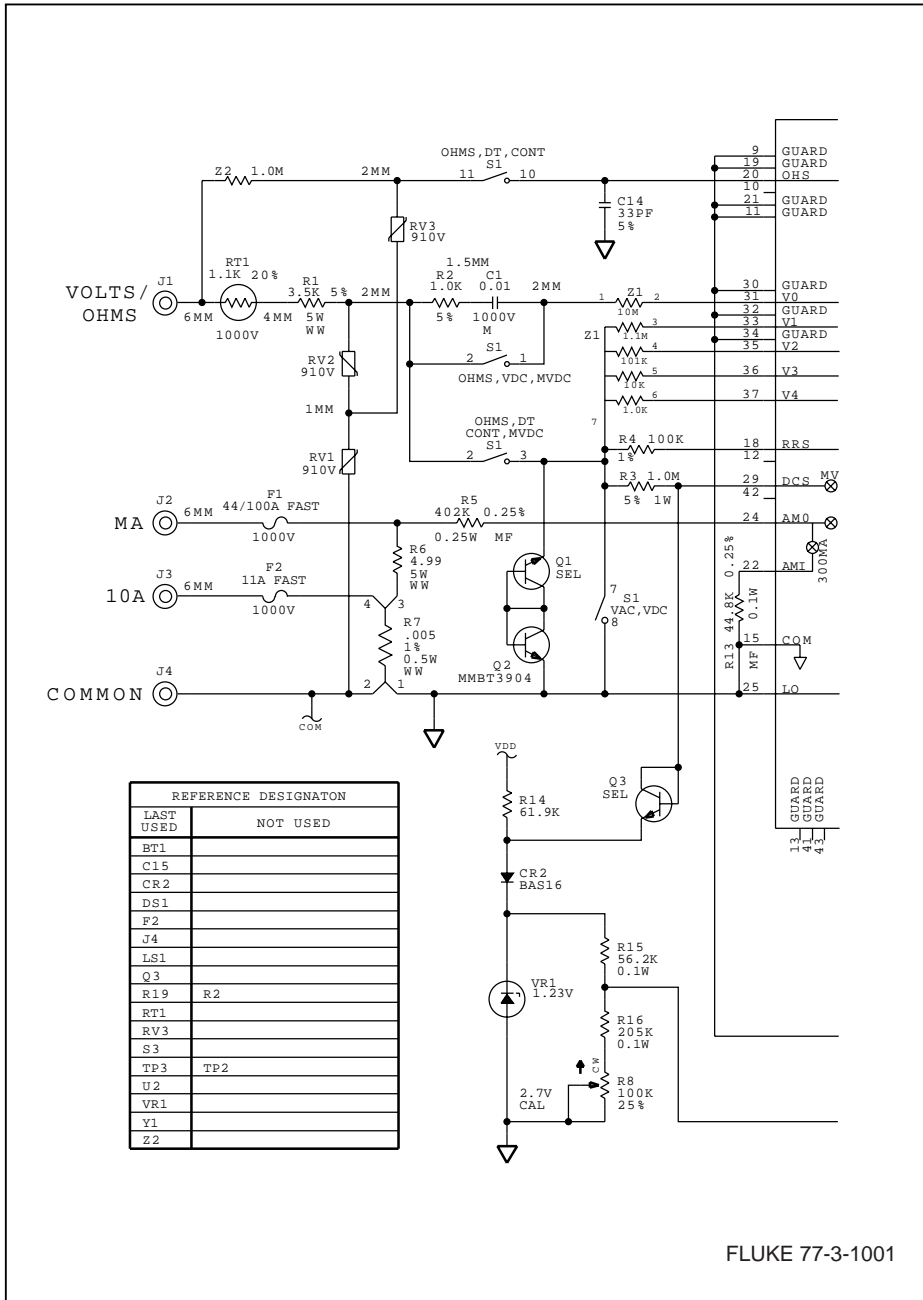 OHMS,DT,CONT
S1
11 10
Z2 1.0M
2MM
9 GUARD
19 GUARD
20 OHS
10
21 GUARD
11 GUARD
C14
33PF
5%
RV3
910V
RT1
1.1K 20%
1000V
VOLTS/
OHMS
J1
6MM
4MM
R1
3.5K 5%
5W
WW
2MM
1.5MM
R2
1.0K
5%
C1
0.01
1000V
M
2MM
S1
2 1
OHMS,VDC,MVDC
1 Z1 2
10M
Z1
1.1M 3
101K 4
10K 5
1.0K 6
7
30 GUARD
31 V0
32 GUARD
33 V1
34 GUARD
35 V2
36 V3
37 V4
RV2
910V
1MM
RV1
910V
OHMS,DT
CONT,MVDC
S1
2 3
R4 100K
1%
R3 1.0M
5% 1W
18 RRS
12
29 DCS
MV
42
24 AM0
300MA
22 AMI
15 COM
25 LO
R13 44.8K 0.25%
MF 0.1W
MA
J2
6MM
F1
44/100A FAST
1000V
R5
402K 0.25%
0.25W MF
R6
4.99
5W
WW
10A
J3
6MM
F2
11A FAST
1000V
4 3
R7
.005
1%
0.5W
WW
2 1
Q1
SEL
Q2
MMBT3904
7
S1
VAC,VDC
8
COMMON
J4
COM
VDD
R14
61.9K
Q3
SEL
GUARD
GUARD
GUARD
13
41
43
CR2
BAS16
VR1
1.23V
R15
56.2K
0.1W
R16
205K
0.1W
CW
R8
100K
25%
2.7V
CAL
REFERENCE DESIGNATON
LAST USED NOT USED
BT1
C15
CR2
DS1
F2
J4
LS1
Q3
R19 R2
RT1
RV3
S3
TP3 TP2
U2
VR1
Y1
Z2
FLUKE 77-3-1001